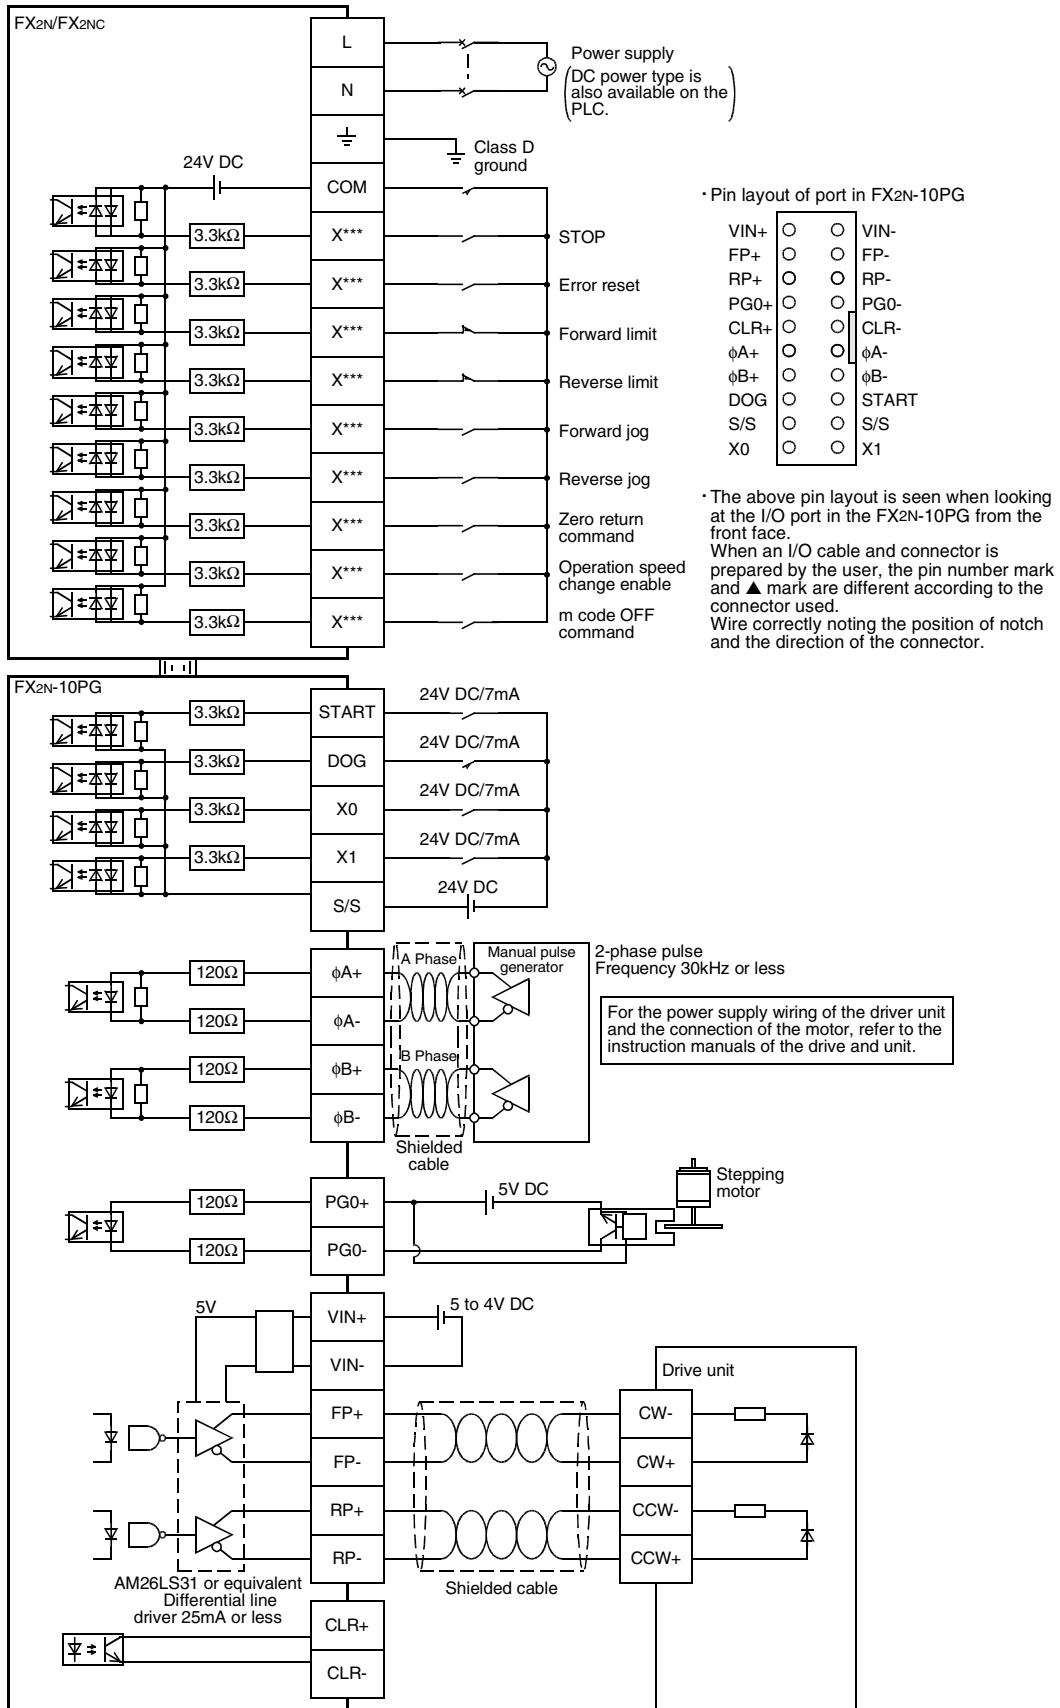 FX2N/FX2NC
L
Power supply
(DC power type is
also available on the
PLC.)
N
Class D
ground
24V DC
COM
3.3kΩ
X***
STOP
3.3kΩ
X***
Error reset
3.3kΩ
X***
Forward limit
3.3kΩ
X***
Reverse limit
3.3kΩ
X***
Forward jog
3.3kΩ
X***
Reverse jog
3.3kΩ
X***
Zero return
command
3.3kΩ
X***
Operation speed
change enable
3.3kΩ
X***
m code OFF
command
· Pin layout of port in FX2N-10PG
VIN+ VIN-
FP+ FP-
RP+ RP-
PG0+ PG0-
CLR+ CLR-
ϕA+ ϕA-
ϕB+ ϕB-
DOG START
S/S S/S
X0 X1
· The above pin layout is seen when looking
at the I/O port in the FX2N-10PG from the
front face.
When an I/O cable and connector is
prepared by the user, the pin number mark
and ▲ mark are different according to the
connector used.
Wire correctly noting the position of notch
and the direction of the connector.
FX2N-10PG
3.3kΩ
START
24V DC/7mA
3.3kΩ
DOG
24V DC/7mA
3.3kΩ
X0
24V DC/7mA
3.3kΩ
X1
24V DC/7mA
S/S
24V DC
120Ω
ϕA+
A Phase
Manual pulse
generator
2-phase pulse
Frequency 30kHz or less
120Ω
ϕA-
For the power supply wiring of the driver unit
and the connection of the motor, refer to the
instruction manuals of the drive and unit.
120Ω
ϕB+
B Phase
120Ω
ϕB-
Shielded
cable
120Ω
PG0+
5V DC
Stepping
motor
120Ω
PG0-
5V
VIN+
5 to 4V DC
VIN-
Drive unit
FP+
CW-
FP-
CW+
RP+
CCW-
RP-
CCW+
AM26LS31 or equivalent
Differential line
driver 25mA or less
Shielded cable
CLR+
CLR-